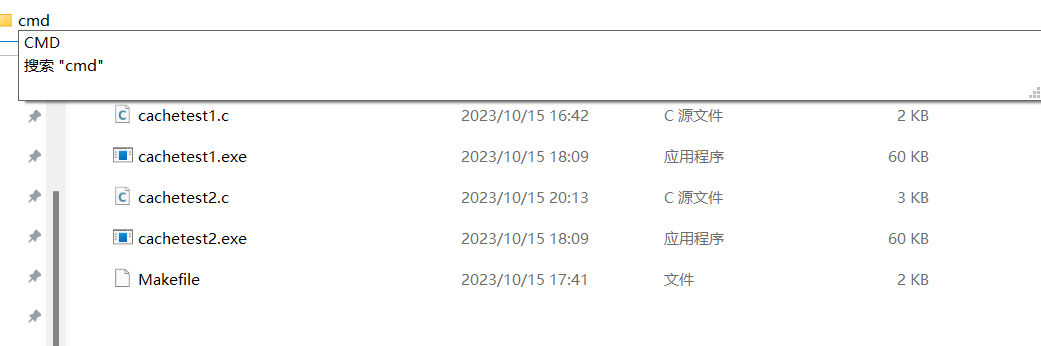 cmd
CMD
搜索 "cmd"
cachetest1.c 2023/10/15 16:42 C 源文件 2 KB
cachetest1.exe 2023/10/15 18:09 应用程序 60 KB
cachetest2.c 2023/10/15 20:13 C 源文件 3 KB
cachetest2.exe 2023/10/15 18:09 应用程序 60 KB
Makefile 2023/10/15 17:41 文件 2 KB